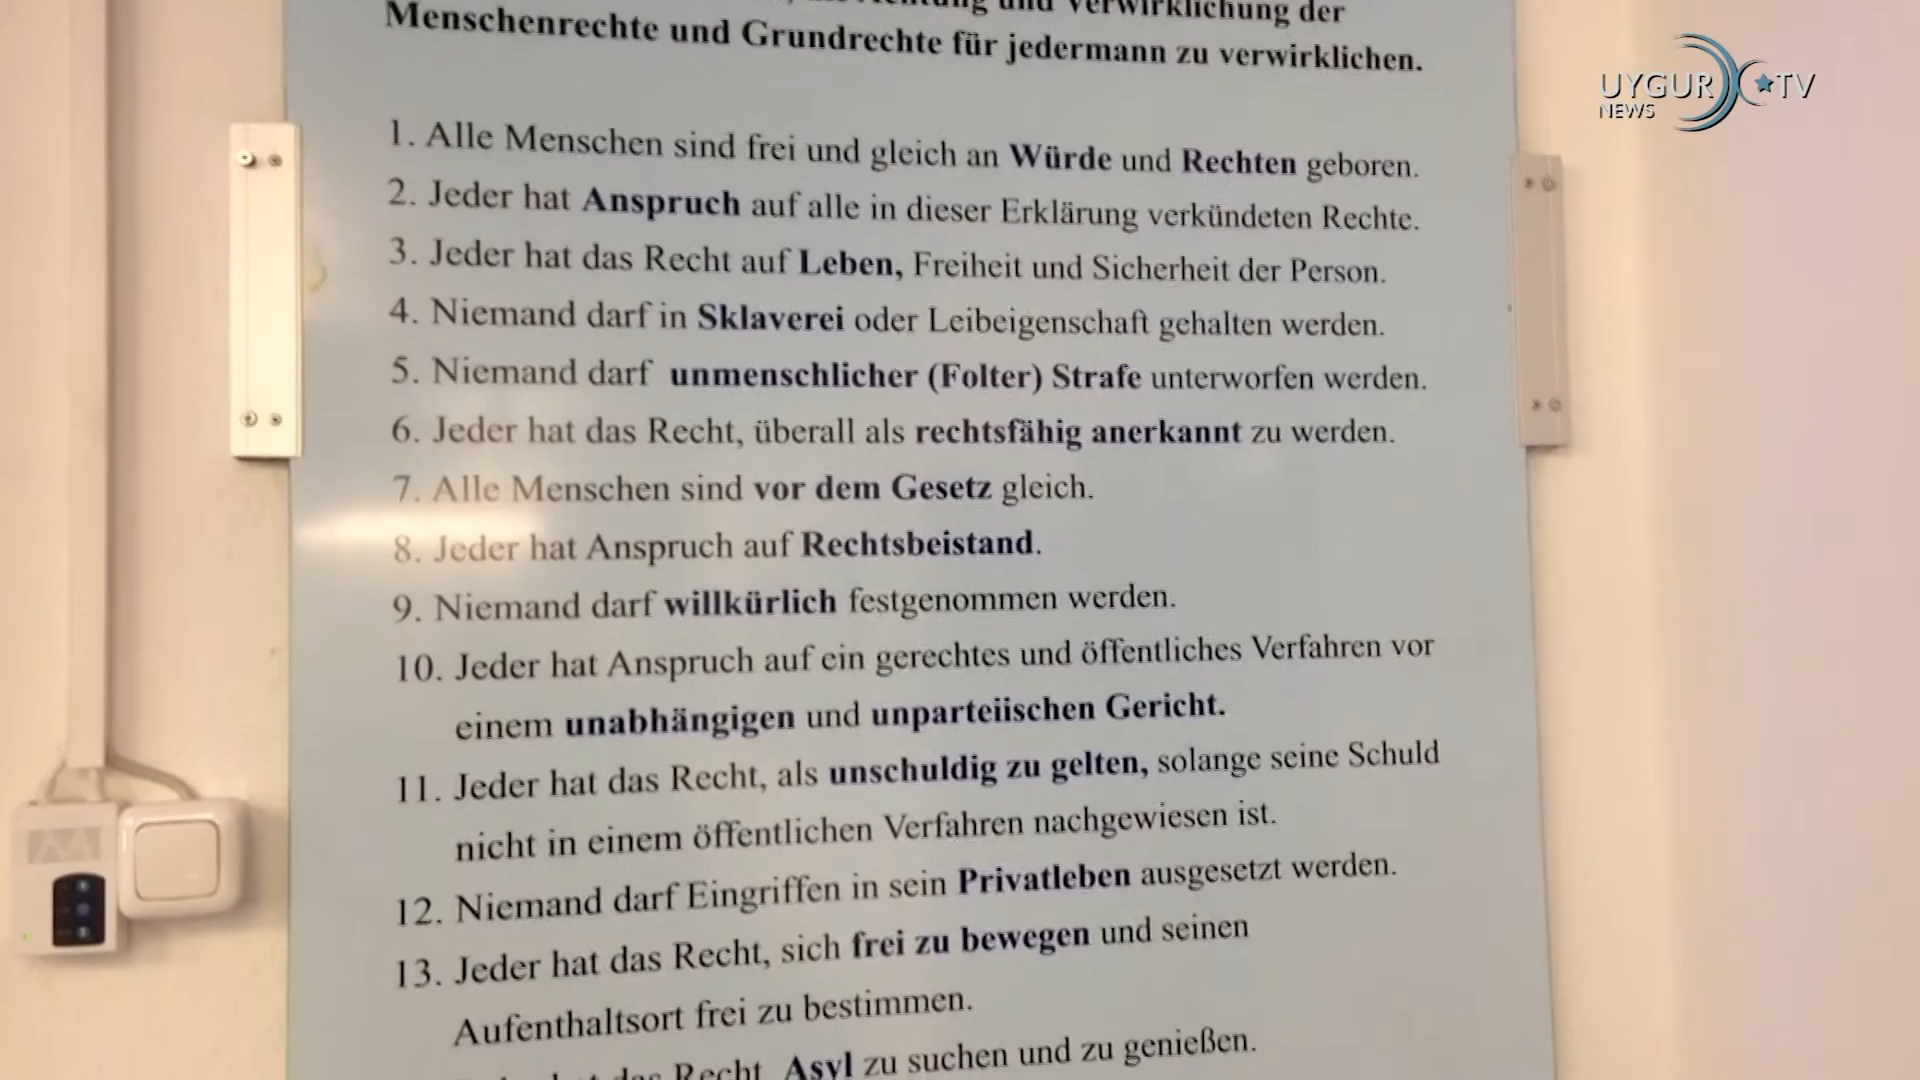 und Verwirklichung der
Menschenrechte und Grundrechte für jedermann zu verwirklichen.
1. Alle Menschen sind frei und gleich an Würde und Rechten geboren.
2. Jeder hat Anspruch auf alle in dieser Erklärung verkündeten Rechte.
3. Jeder hat das Recht auf Leben, Freiheit und Sicherheit der Person.
4. Niemand darf in Sklaverei oder Leibeigenschaft gehalten werden.
5. Niemand darf unmenschlicher (Folter) Strafe unterworfen werden.
6. Jeder hat das Recht, überall als rechtsfähig anerkannt zu werden.
7. Alle Menschen sind vor dem Gesetz gleich.
8. Jeder hat Anspruch auf Rechtsbeistand.
9. Niemand darf willkürlich festgenommen werden.
10. Jeder hat Anspruch auf ein gerechtes und öffentliches Verfahren vor
einem unabhängigen und unparteiischen Gericht.
11. Jeder hat das Recht, als unschuldig zu gelten, solange seine Schuld
nicht in einem öffentlichen Verfahren nachgewiesen ist.
12. Niemand darf Eingriffen in sein Privatleben ausgesetzt werden.
13. Jeder hat das Recht, sich frei zu bewegen und seinen
Aufenthaltsort frei zu bestimmen.
das Recht, Asyl zu suchen und zu genießen.
UYGUR TV
NEWS